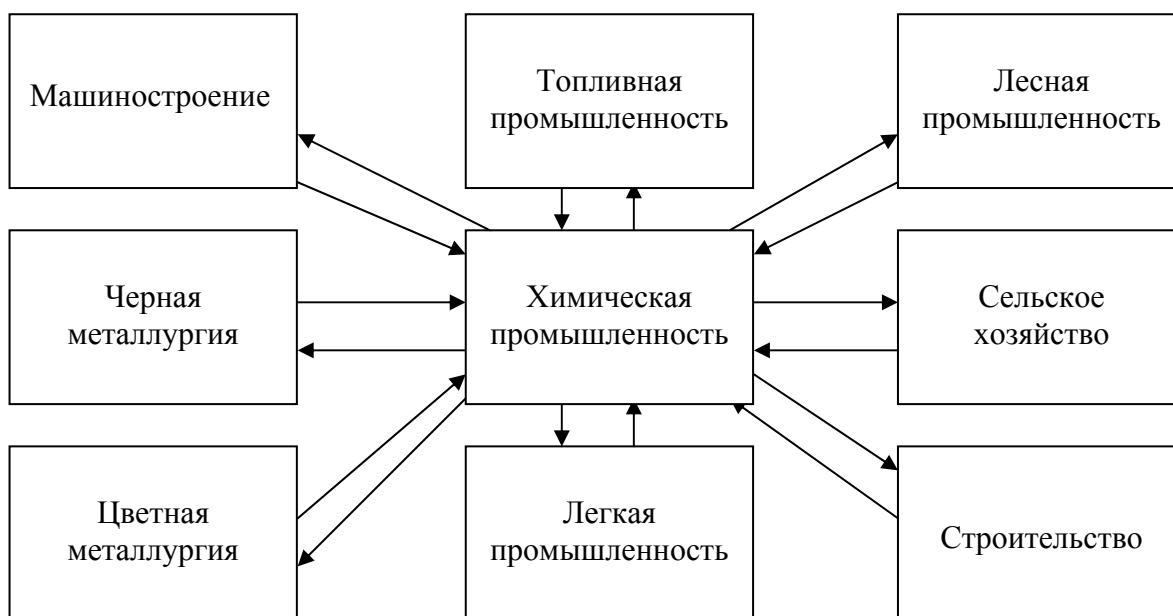 Машиностроение
Топливная
промышленность
Лесная
промышленность
Черная
металлургия
Химическая
промышленность
Сельское
хозяйство
Цветная
металлургия
Легкая
промышленность
Строительство